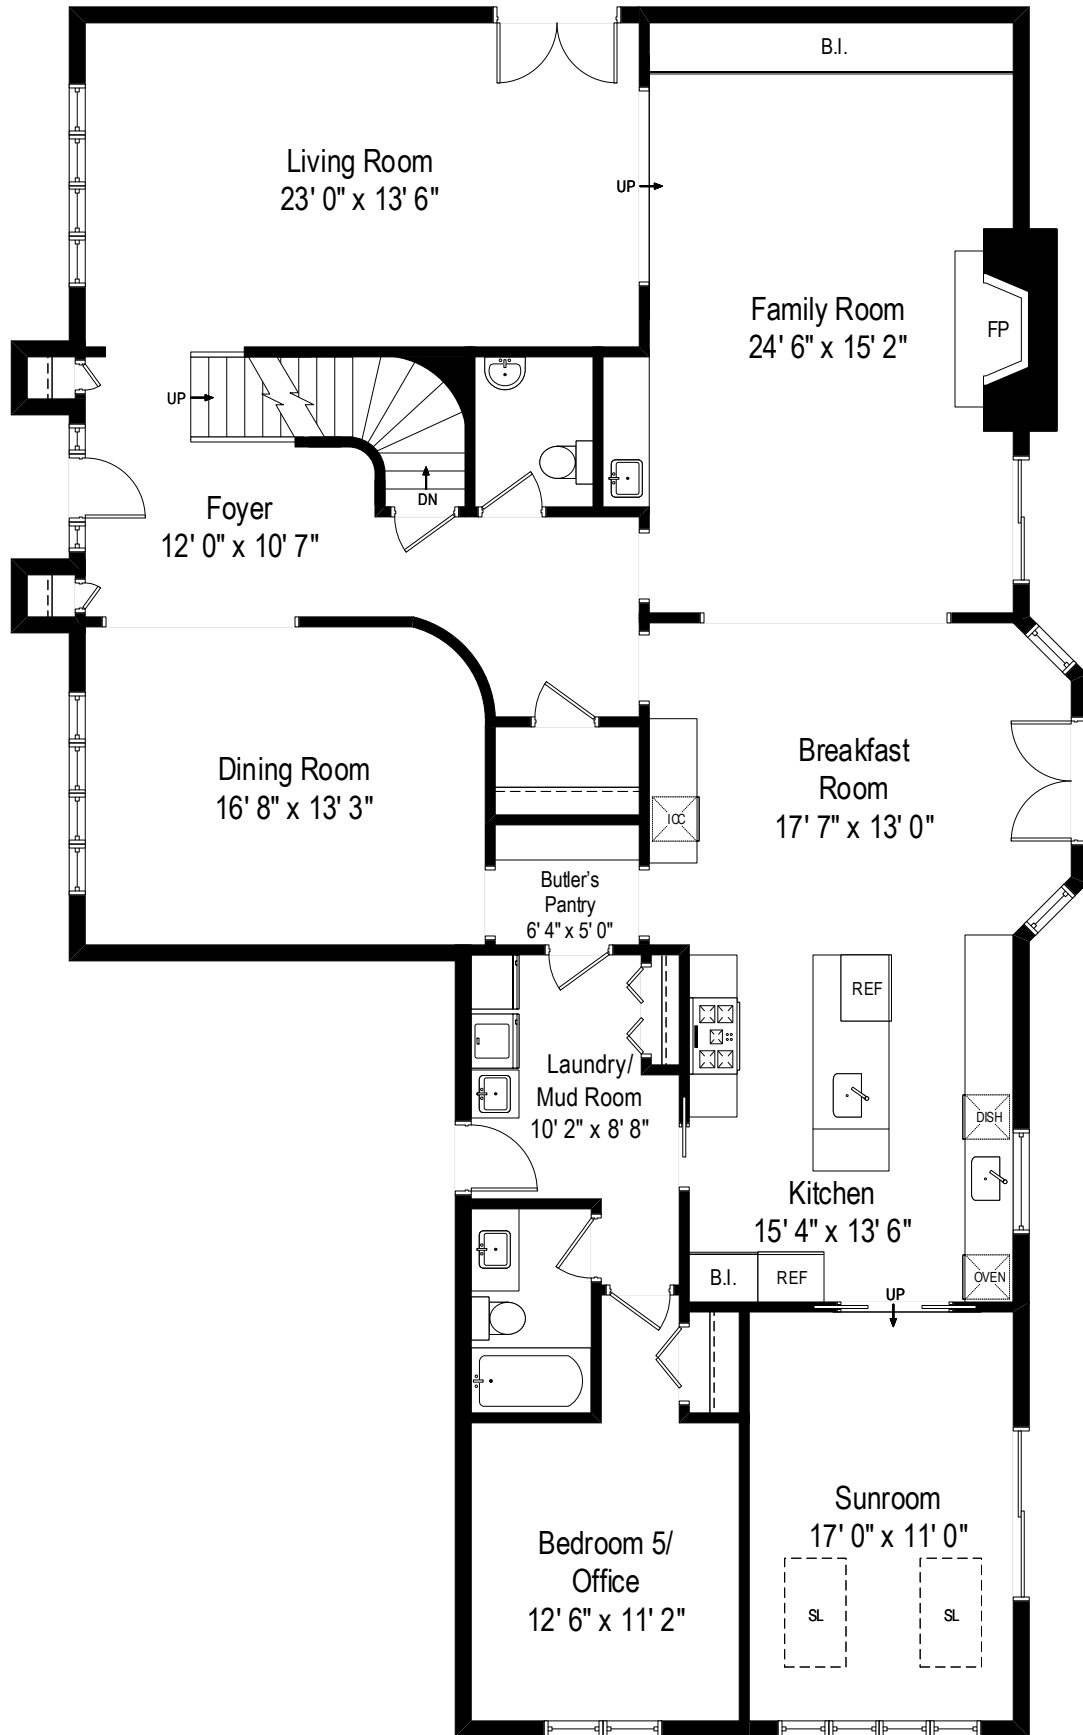 B.I.
Living Room
23' 0" x 13' 6"
UP
Family Room
24' 6" x 15' 2"
FP
UP
DN
Foyer
12' 0" x 10' 7"
Dining Room
16' 8" x 13' 3"
Breakfast
Room
17' 7" x 13' 0"
ICC
Butler's
Pantry
6' 4" x 5' 0"
REF
Laundry/
Mud Room
10' 2" x 8' 8"
DISH
Kitchen
15' 4" x 13' 6"
B.I.
REF
OVEN
UP
Sunroom
17' 0" x 11' 0"
Bedroom 5/
Office
12' 6" x 11' 2"
SL
SL